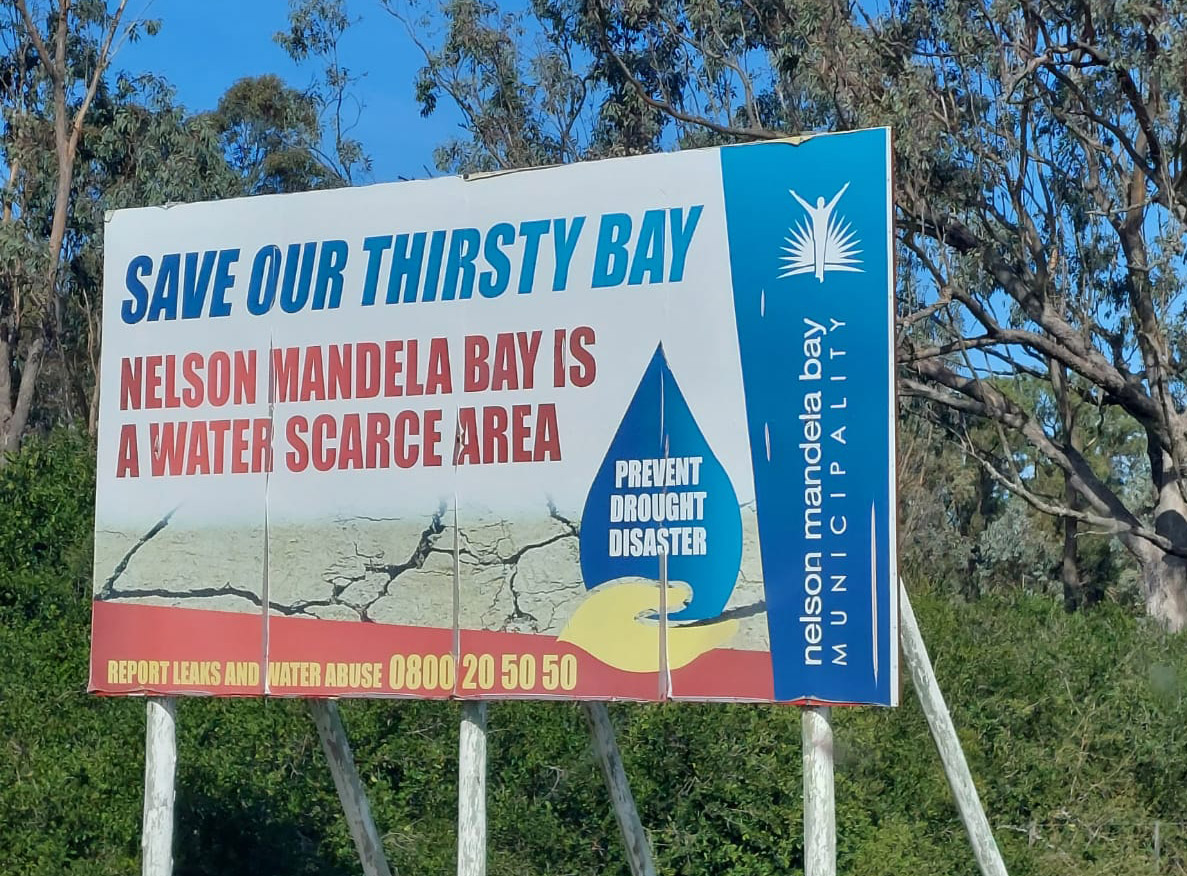 SAVE OUR THIRSTY BAY
NELSON MANDELA BAY IS
A WATER SCARCE AREA
PREVENT
DROUGHT
DISASTER
REPORT LEAKS AND WATER ABUSE 0800 20 50 50
nelson mandela bay
MUNICIPALITY